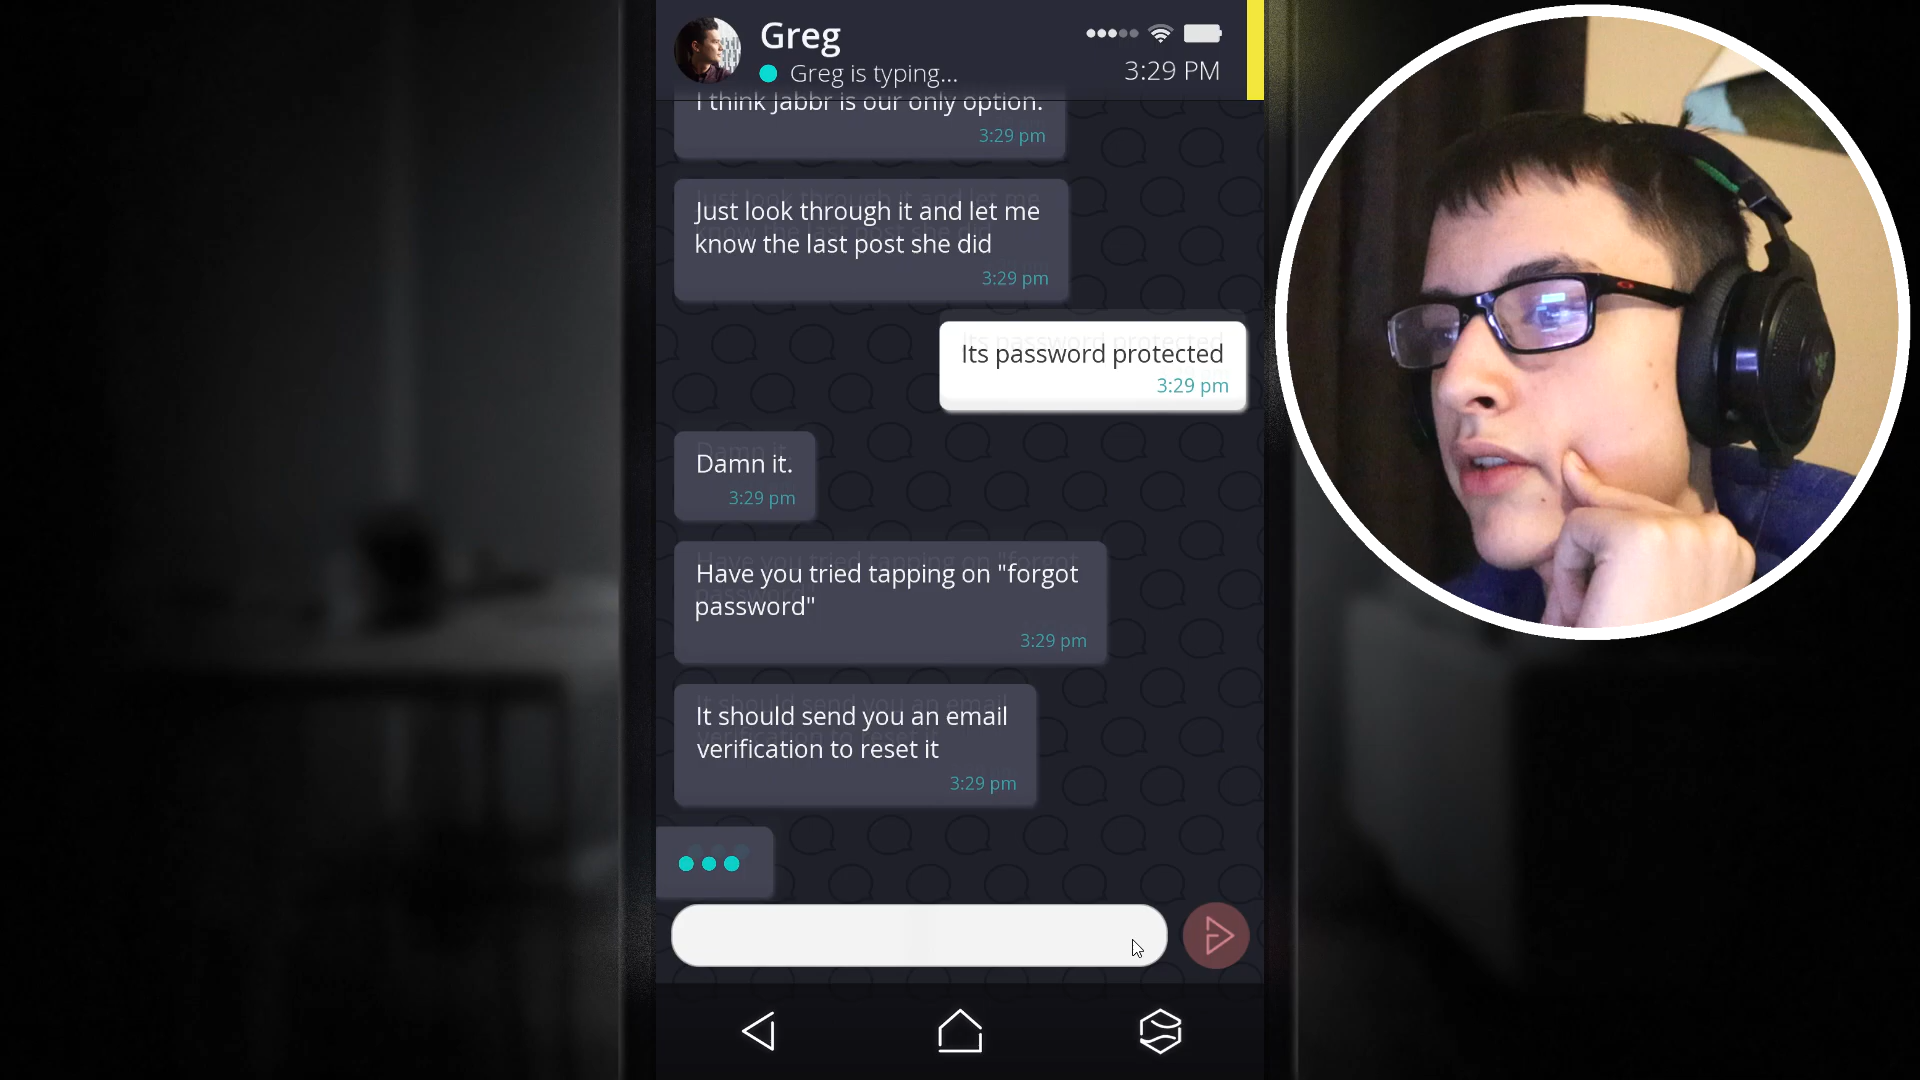 Greg
Greg is typing...
3:29 PM
I think Jabbr is our only option.
3:29 pm
Just look through it and let me
know the last post she did
3:29 pm
Its password protected
3:29 pm
Damn it.
3:29 pm
Have you tried tapping on "forgot
password"
3:29 pm
It should send you an email
verification to reset it
3:29 pm